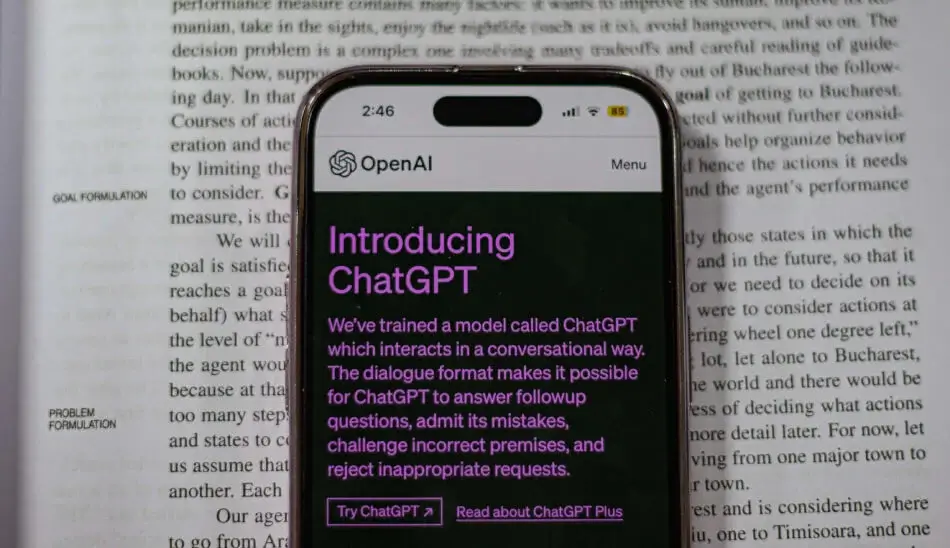 performance measure contains many factors: it wants to improve its suntan, improve its Ro-
manian, take in the sights, enjoy the nightlife (such as it is), avoid hangovers, and so on. The
decision problem is a complex one involving many tradeoffs and careful reading of guide-
books. Now, suppo fly out of Bucharest the follow-
ing day. In that goal of getting to Bucharest.
Courses of acti cted without further consid-
eration and the oals help organize behavior
by limiting the d hence the actions it needs
GOAL FORMULATION
to consider. G and the agent's performance
measure, is the
We will tly those states in which the
goal is satisfie and in the future, so that it
reaches a goal or we need to decide on its
behalf) what s were to consider actions at
the level of "m ering wheel one degree left,"
the agent wou lot, let alone to Bucharest,
because at tha he world and there would be
PROBLEM
FORMULATION
too many step ess of deciding what actions
and states to c more detail later. For now, let
us assume that ving from one major town to
another. Each r town.
Our age est and is considering where
to go from Ara iu, one to Timisoara, and one
2:46
85
OpenAI
Menu
Introducing
ChatGPT
We've trained a model called ChatGPT
which interacts in a conversational way.
The dialogue format makes it possible
for ChatGPT to answer followup
questions, admit its mistakes,
challenge incorrect premises, and
reject inappropriate requests.
Try ChatGPT ↗
Read about ChatGPT Plus